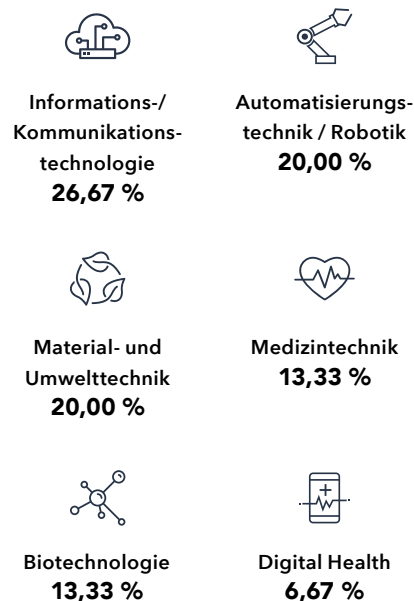 Informations-/
Kommunikations-
technologie
26,67 %
Automatisierungs-
technik / Robotik
20,00 %
Material- und
Umwelttechnik
20,00 %
Medizintechnik
13,33 %
Biotechnologie
13,33 %
Digital Health
6,67 %